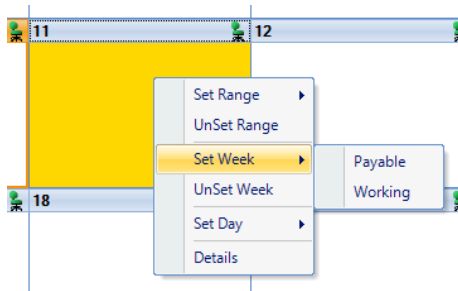 11
12
Set Range
UnSet Range
Set Week
Payable
UnSet Week
Working
18
Set Day
Details